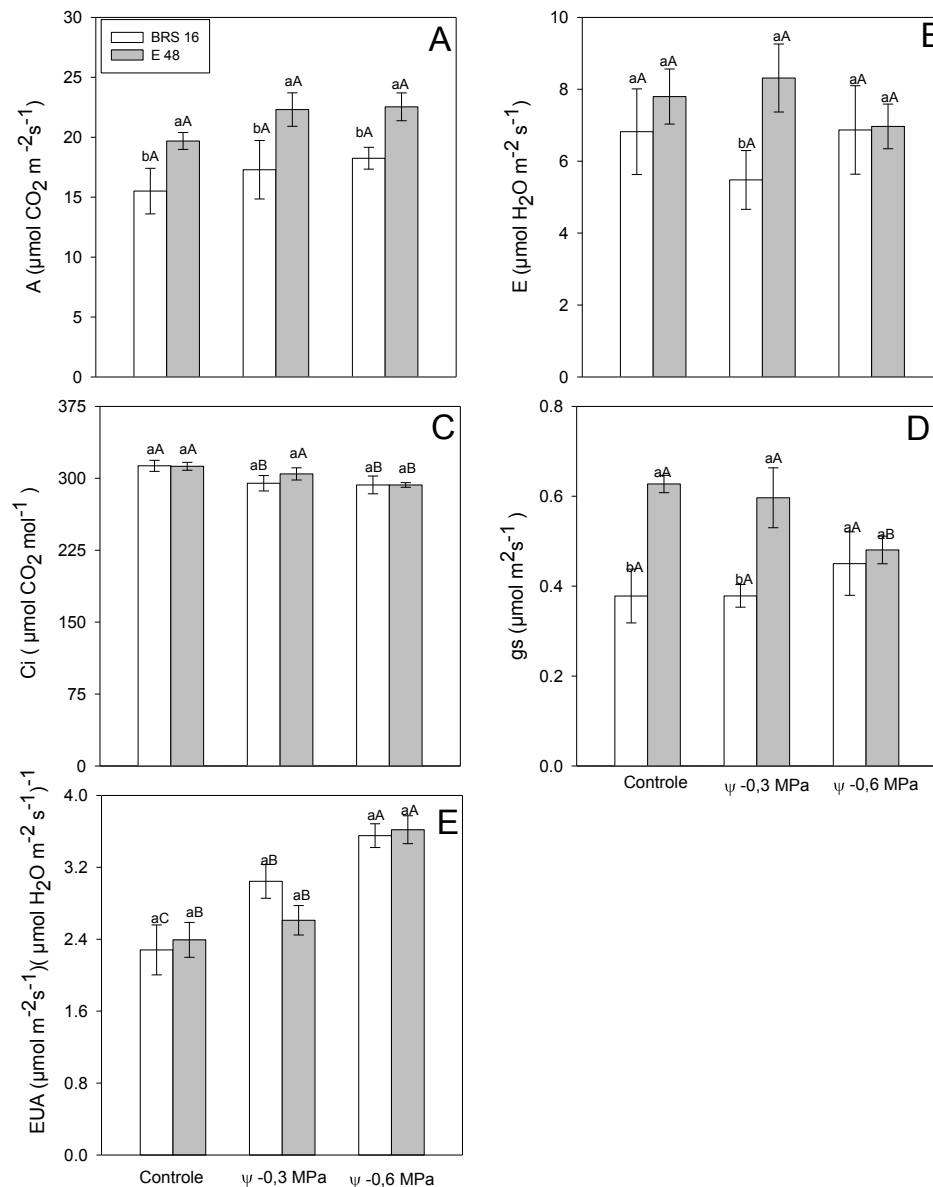 A
BRS 16
E 48
30
25
20
15
10
5
0
A (µmol CO2 m -2s-1)
bA aA bA aA bA aA
B
10
8
6
4
2
0
E (µmol H2O m-2 s-1)
aA aA bA aA aA aA
C
375
300
225
150
75
0
Ci ( µmol CO2 mol-1)
aA aA aB aA aB aB
D
0.8
0.6
0.4
0.2
0.0
gs (µmol m2s-1)
bA aA bA aA aA aB
Controle ψ -0,3 MPa ψ -0,6 MPa
E
4.0
3.2
2.4
1.6
0.8
0.0
EUA (µmol m-2s-1)( µmol H2O m-2 s-1)-1
aC aB aB aB aA aA
Controle ψ -0,3 MPa ψ -0,6 MPa